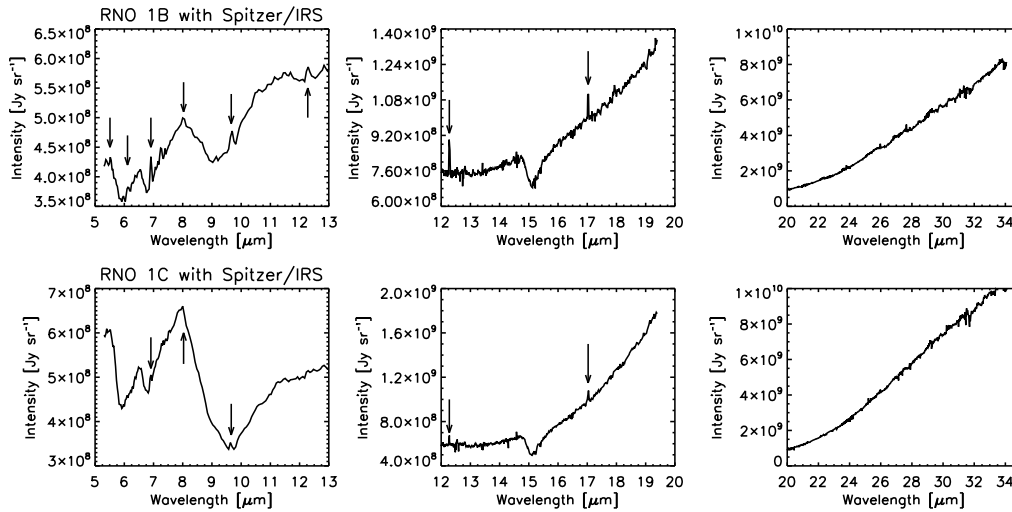 RNO 1B with Spitzer/IRS
Intensity [Jy sr⁻¹]
6.5×10⁸
6.0×10⁸
5.5×10⁸
5.0×10⁸
4.5×10⁸
4.0×10⁸
3.5×10⁸
5 6 7 8 9 10 11 12 13
Wavelength [μm]
Intensity [Jy sr⁻¹]
1.40×10⁹
1.24×10⁹
1.08×10⁹
9.20×10⁸
7.60×10⁸
6.00×10⁸
12 13 14 15 16 17 18 19 20
Wavelength [μm]
Intensity [Jy sr⁻¹]
1×10¹⁰
8×10⁹
6×10⁹
4×10⁹
2×10⁹
0
20 22 24 26 28 30 32 34
Wavelength [μm]
RNO 1C with Spitzer/IRS
Intensity [Jy sr⁻¹]
7×10⁸
6×10⁸
5×10⁸
4×10⁸
3×10⁸
5 6 7 8 9 10 11 12 13
Wavelength [μm]
Intensity [Jy sr⁻¹]
2.0×10⁹
1.6×10⁹
1.2×10⁹
8.0×10⁸
4.0×10⁸
12 13 14 15 16 17 18 19 20
Wavelength [μm]
Intensity [Jy sr⁻¹]
1×10¹⁰
8×10⁹
6×10⁹
4×10⁹
2×10⁹
0
20 22 24 26 28 30 32 34
Wavelength [μm]